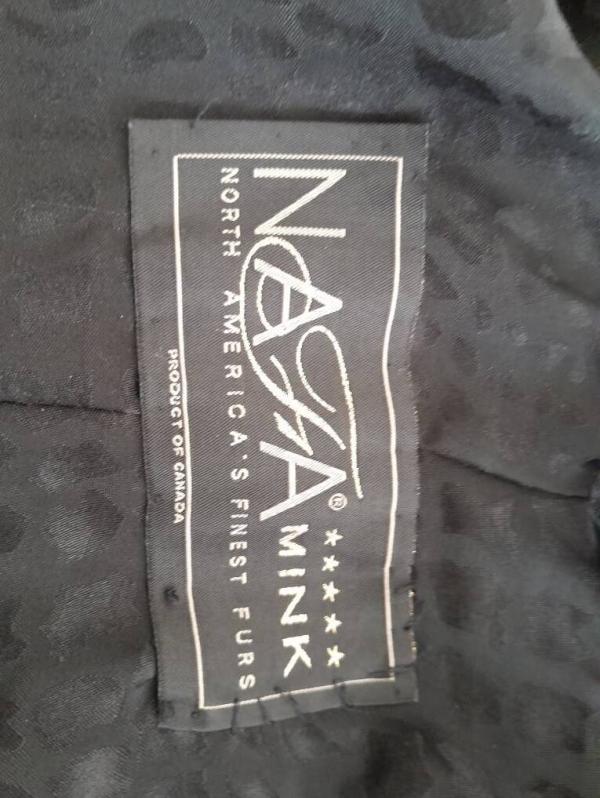 ★★★★★
NAFA® MINK
NORTH AMERICA'S FINEST FURS
PRODUCT OF CANADA